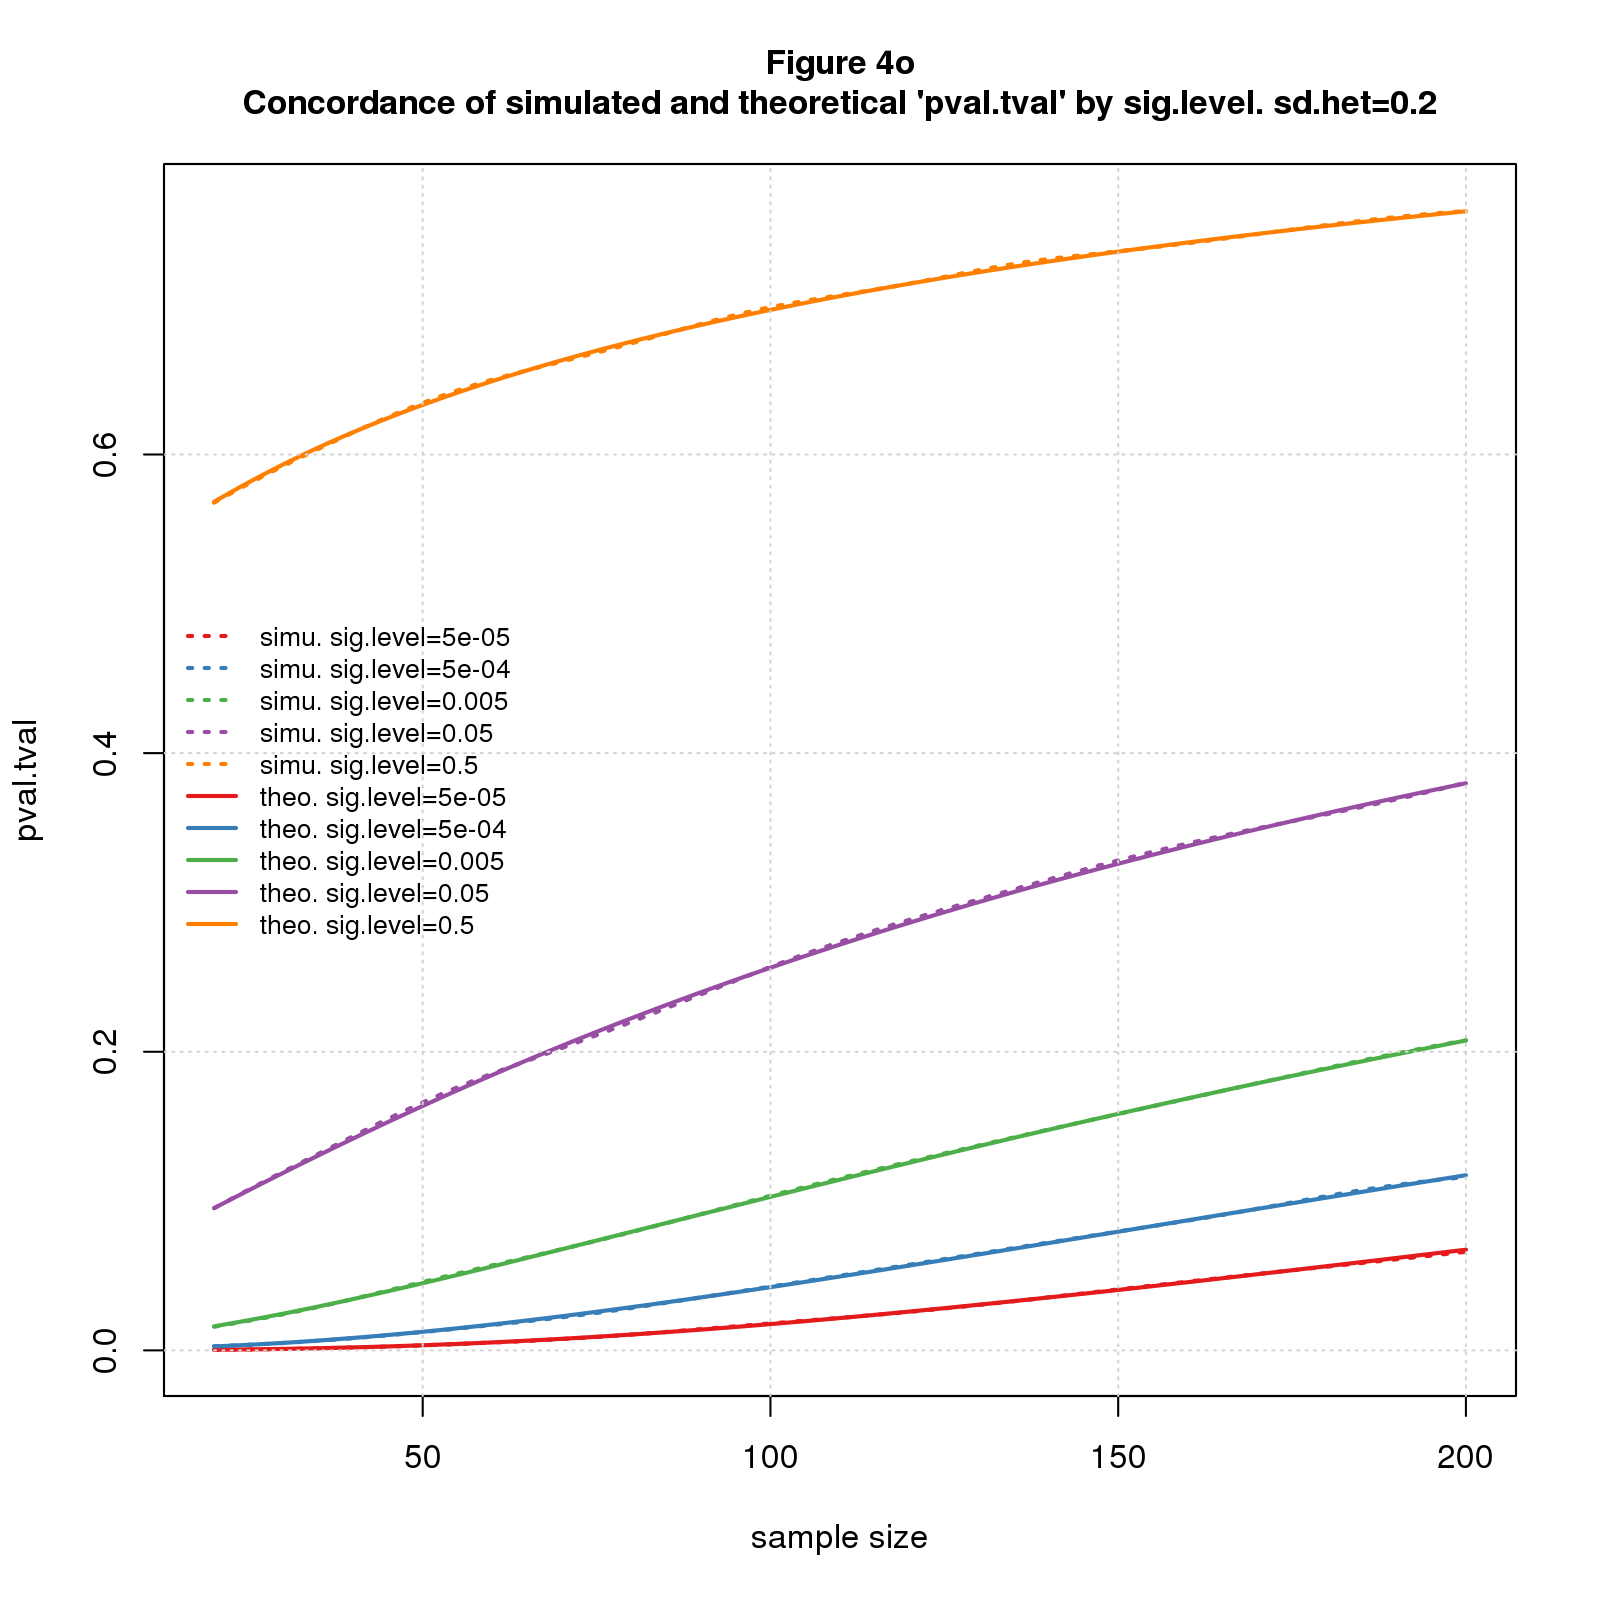 Figure 4o
Concordance of simulated and theoretical 'pval.tval' by sig.level. sd.het=0.2
pval.tval
0.6
0.4
0.2
0.0
simu. sig.level=5e-05
simu. sig.level=5e-04
simu. sig.level=0.005
simu. sig.level=0.05
simu. sig.level=0.5
theo. sig.level=5e-05
theo. sig.level=5e-04
theo. sig.level=0.005
theo. sig.level=0.05
theo. sig.level=0.5
50 100 150 200
sample size